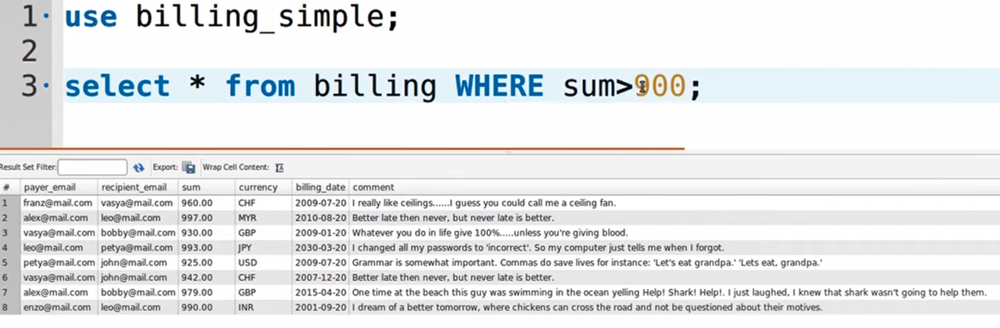 1 use billing_simple;
2
3 select * from billing WHERE sum>900;
Result Set Filter: Export: Wrap Cell Content:
# payer_email recipient_email sum currency billing_date comment
1 franz@mail.com vasya@mail.com 960.00 CHF 2009-07-20 I really like ceilings......I guess you could call me a ceiling fan.
2 alex@mail.com leo@mail.com 997.00 MYR 2010-08-20 Better late then never, but never late is better.
3 vasya@mail.com bobby@mail.com 930.00 GBP 2009-01-20 Whatever you do in life give 100%.....unless you're giving blood.
4 leo@mail.com petya@mail.com 993.00 JPY 2030-03-20 I changed all my passwords to 'incorrect'. So my computer just tells me when I forgot.
5 petya@mail.com john@mail.com 925.00 USD 2009-07-20 Grammar is somewhat important. Commas do save lives for instance: 'Let's eat grandpa.' 'Lets eat, grandpa.'
6 vasya@mail.com john@mail.com 942.00 CHF 2007-12-20 Better late then never, but never late is better.
7 alex@mail.com bobby@mail.com 979.00 GBP 2015-04-20 One time at the beach this guy was swimming in the ocean yelling Help! Shark! Help!. I just laughed, I knew that shark wasn't going to help them.
8 enzo@mail.com leo@mail.com 990.00 INR 2001-09-20 I dream of a better tomorrow, where chickens can cross the road and not be questioned about their motives.